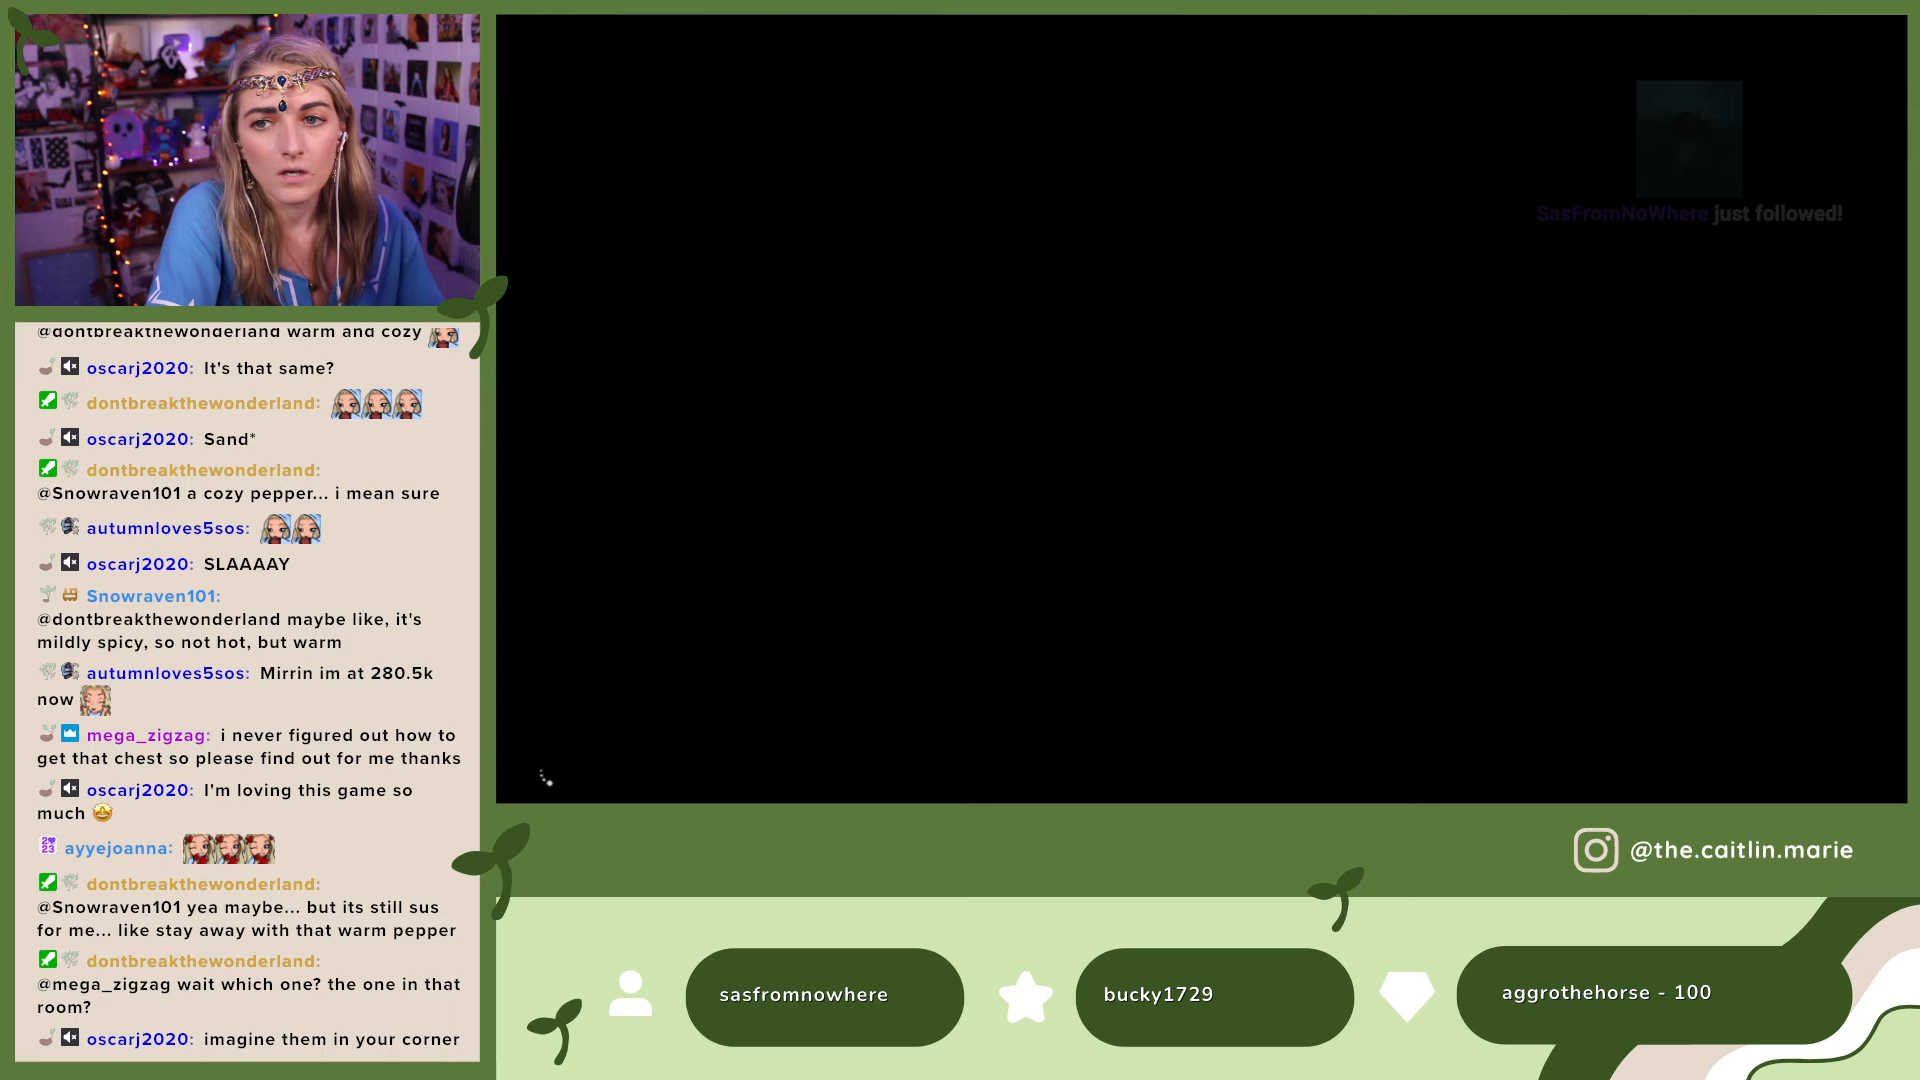 @dontbreakthewonderland warm and cozy
oscarj2020: It's that same?
dontbreakthewonderland:
oscarj2020: Sand*
dontbreakthewonderland:
@Snowraven101 a cozy pepper... i mean sure
autumnloves5sos:
oscarj2020: SLAAAAY
Snowraven101:
@dontbreakthewonderland maybe like, it's
mildly spicy, so not hot, but warm
autumnloves5sos: Mirrin im at 280.5k
now
mega_zigzag: i never figured out how to
get that chest so please find out for me thanks
oscarj2020: I'm loving this game so
much 🤩
ayyejoanna:
dontbreakthewonderland:
@Snowraven101 yea maybe... but its still sus
for me... like stay away with that warm pepper
dontbreakthewonderland:
@mega_zigzag wait which one? the one in that
room?
oscarj2020: imagine them in your corner
SasFromNoWhere just followed!
@the.caitlin.marie
sasfromnowhere
bucky1729
aggrothehorse - 100